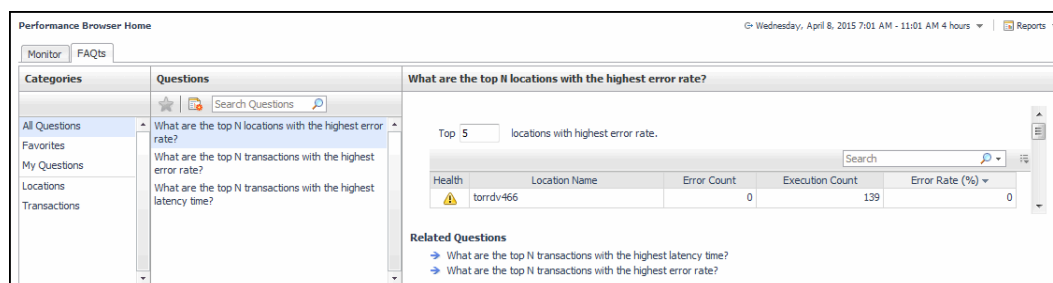 Performance Browser Home
Wednesday, April 8, 2015 7:01 AM - 11:01 AM 4 hours
Reports
Monitor
FAQts
Categories
Questions
What are the top N locations with the highest error rate?
Search Questions
All Questions
Favorites
My Questions
Locations
Transactions
What are the top N locations with the highest error
rate?
What are the top N transactions with the highest
error rate?
What are the top N transactions with the highest
latency time?
Top 5 locations with highest error rate.
Search
Health Location Name Error Count Execution Count Error Rate (%)
torrdv466 0 139 0
Related Questions
What are the top N transactions with the highest latency time?
What are the top N transactions with the highest error rate?